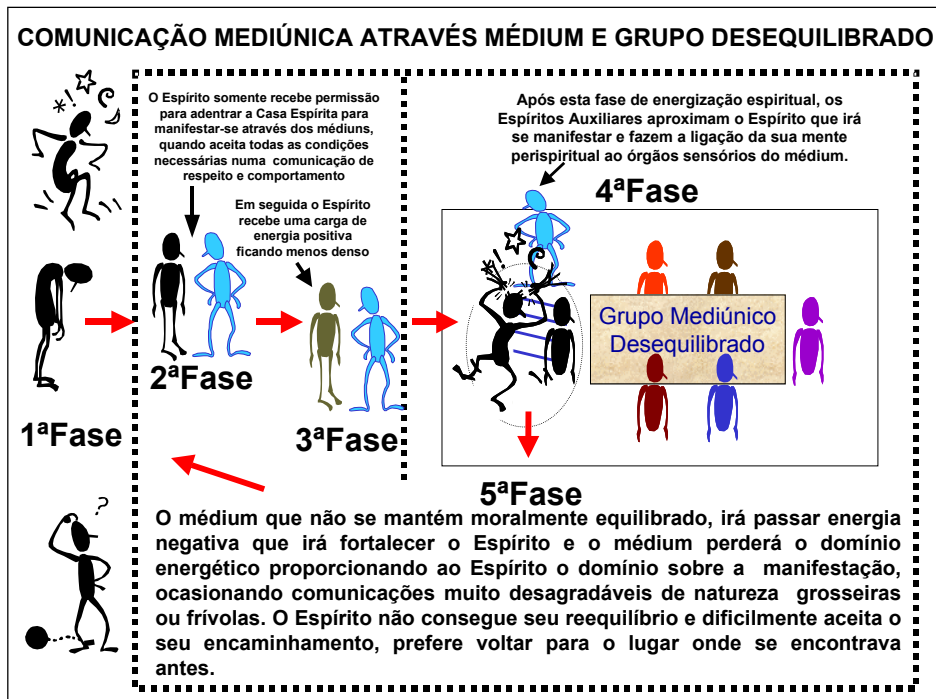 COMUNICAÇÃO MEDIÚNICA ATRAVÉS MÉDIUM E GRUPO DESEQUILIBRADO
O Espírito somente recebe permissão
para adentrar a Casa Espírita para
manifestar-se através dos médiuns,
quando aceita todas as condições
necessárias numa comunicação de
respeito e comportamento
Em seguida o Espírito
recebe uma carga de
energia positiva
ficando menos denso
Após esta fase de energização espiritual, os
Espíritos Auxiliares aproximam o Espírito que irá
se manifestar e fazem a ligação da sua mente
perispiritual ao órgãos sensórios do médium.
1ªFase
2ªFase
3ªFase
4ªFase
Grupo Mediúnico
Desequilibrado
5ªFase
O médium que não se mantém moralmente equilibrado, irá passar energia
negativa que irá fortalecer o Espírito e o médium perderá o domínio
energético proporcionando ao Espírito o domínio sobre a manifestação,
ocasionando comunicações muito desagradáveis de natureza grosseiras
ou frívolas. O Espírito não consegue seu reequilíbrio e dificilmente aceita o
seu encaminhamento, prefere voltar para o lugar onde se encontrava
antes.